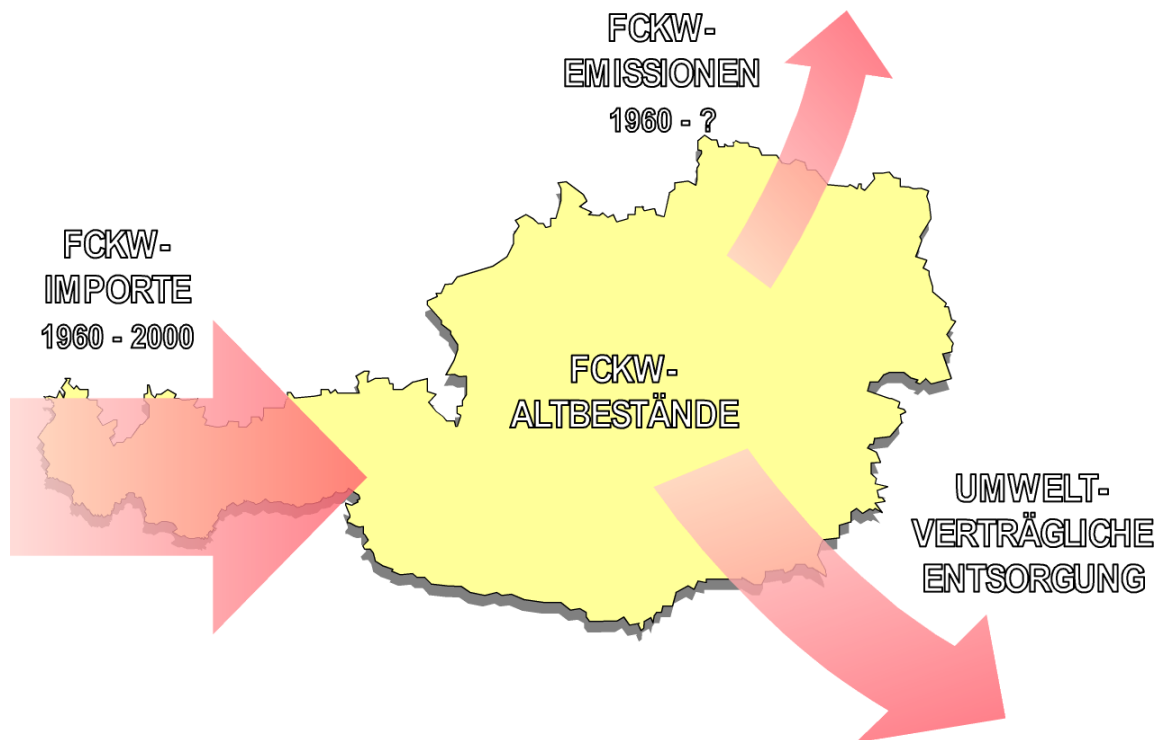 FCKW-
EMISSIONEN
1960 - ?
FCKW-
IMPORTE
1960 - 2000
FCKW-
ALTBESTÄNDE
UMWELT-
VERTRÄGLICHE
ENTSORGUNG